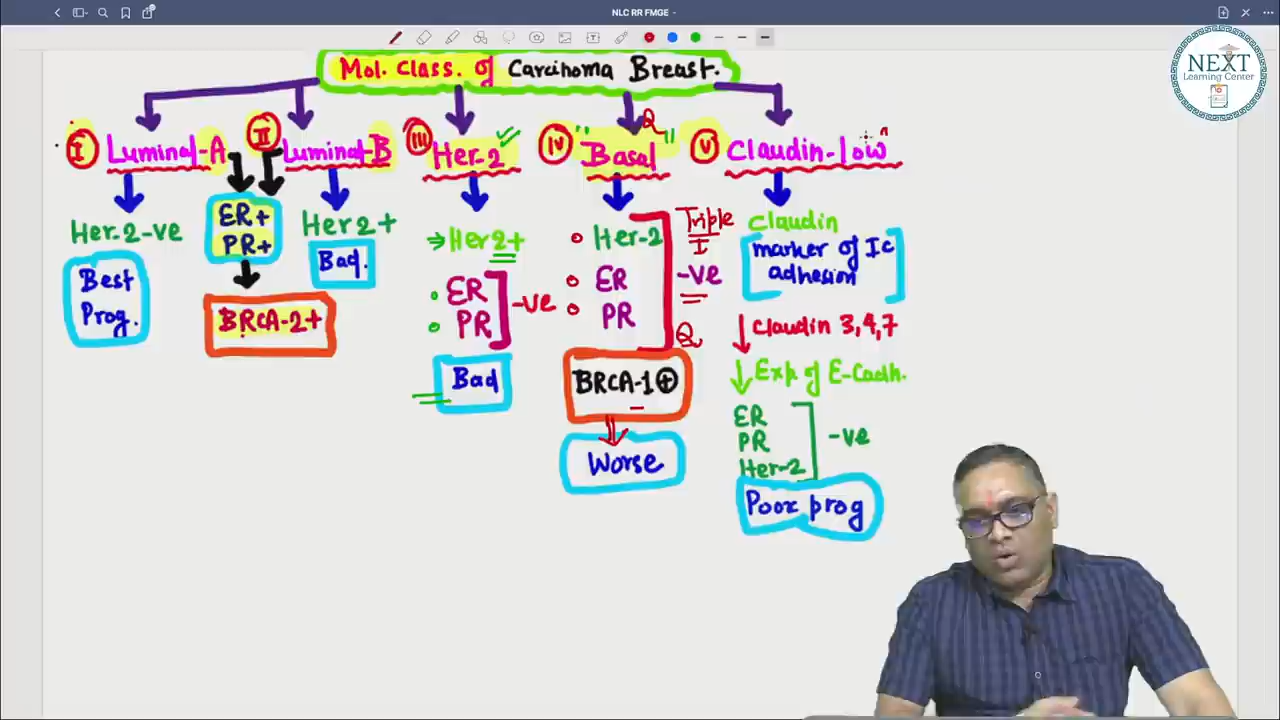 NLC RR FMGE
NEXT
Learning Center
Mol. Class. of Carcinoma Breast.
I Luminal-A
II Luminal-B
III Her-2
IV "Basal" Q
V Claudin-low
Her-2-ve
Best
Prog.
ER+
PR+
BRCA-2+
Her 2+
Bad.
Her2+
ER
PR
-ve
Bad
Her-2
ER
PR
Triple
I
-ve
Q
BRCA-1+
Worse
Claudin
marker of Ic
adhesion
↓ Claudin 3,4,7
↓ Exp of E-Cadh.
ER
PR
Her-2
-ve
Poor prog